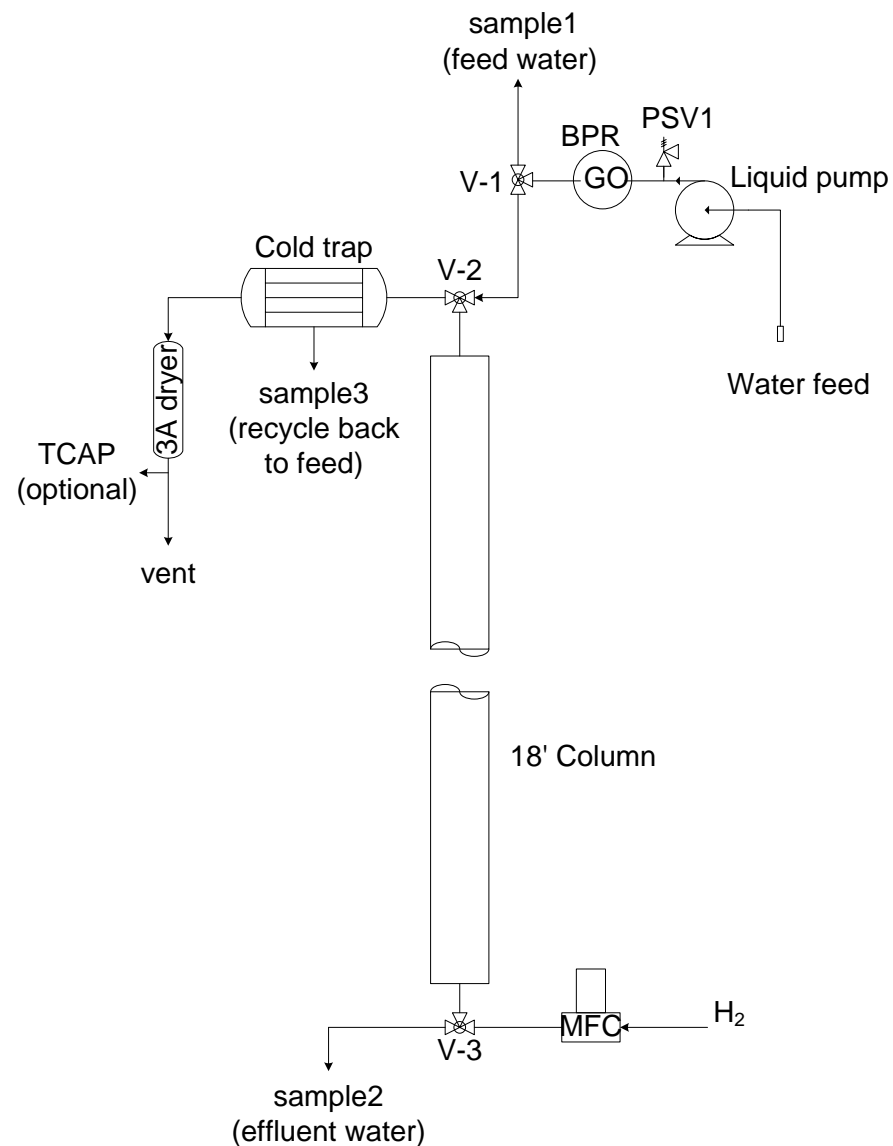 sample1
(feed water)
PSV1
BPR
GO
V-1
Liquid pump
Cold trap
V-2
3A dryer
sample3
(recycle back
to feed)
Water feed
TCAP
(optional)
vent
18' Column
H₂
MFC
V-3
sample2
(effluent water)